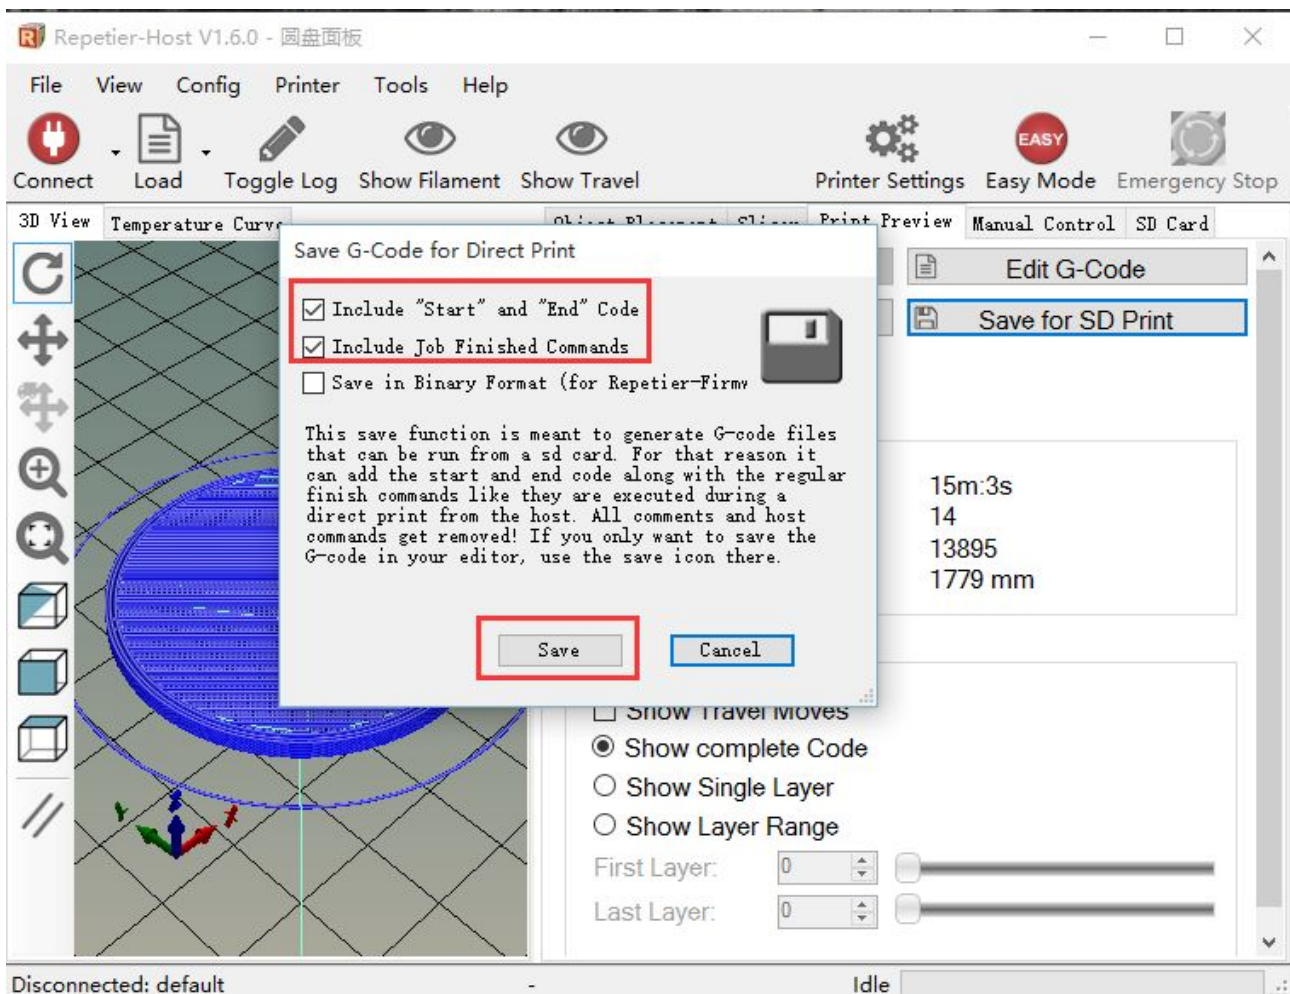 Repetier-Host V1.6.0 - 圆盘面板
File View Config Printer Tools Help
Connect Load Toggle Log Show Filament Show Travel Printer Settings EASY Easy Mode Emergency Stop
3D View Temperature Curve Object Placement Slicer Print Preview Manual Control SD Card
Save G-Code for Direct Print
Edit G-Code
Include "Start" and "End" Code
Save for SD Print
Include Job Finished Commands
Save in Binary Format (for Repetier-Firmw
This save function is meant to generate G-code files
that can be run from a sd card. For that reason it
can add the start and end code along with the regular
finish commands like they are executed during a
direct print from the host. All comments and host
commands get removed! If you only want to save the
G-code in your editor, use the save icon there.
15m:3s
14
13895
1779 mm
Save Cancel
Show Travel Moves
Show complete Code
Show Single Layer
Show Layer Range
First Layer: 0
Last Layer: 0
Disconnected: default - Idle